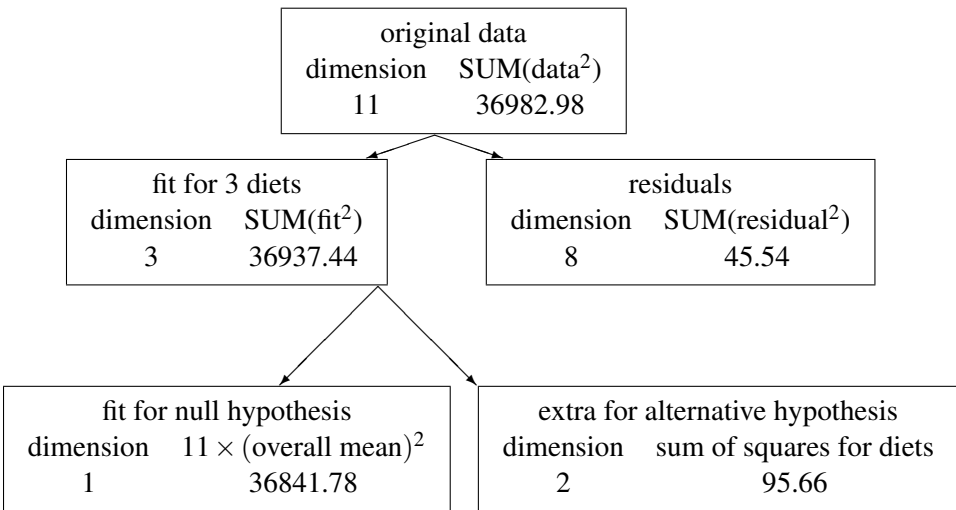 original data
dimension SUM(data²)
11 36982.98
fit for 3 diets
dimension SUM(fit²)
3 36937.44
residuals
dimension SUM(residual²)
8 45.54
fit for null hypothesis
dimension 11 × (overall mean)²
1 36841.78
extra for alternative hypothesis
dimension sum of squares for diets
2 95.66